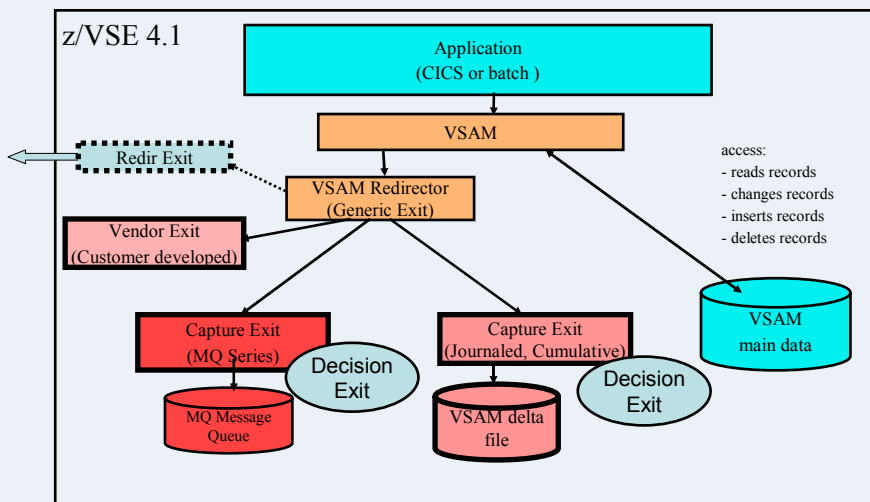 z/VSE 4.1
Application
(CICS or batch )
VSAM
Redir Exit
VSAM Redirector
(Generic Exit)
access:
- reads records
- changes records
- inserts records
- deletes records
Vendor Exit
(Customer developed)
Capture Exit
(MQ Series)
Decision
Exit
Capture Exit
(Journaled, Cumulative)
Decision
Exit
VSAM
main data
MQ Message
Queue
VSAM delta
file